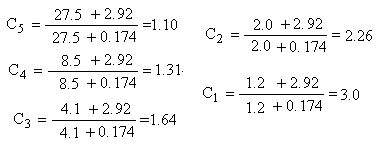 C₅ = (27.5 + 2.92) / (27.5 + 0.174) = 1.10
C₄ = (8.5 + 2.92) / (8.5 + 0.174) = 1.31
C₃ = (4.1 + 2.92) / (4.1 + 0.174) = 1.64
C₂ = (2.0 + 2.92) / (2.0 + 0.174) = 2.26
C₁ = (1.2 + 2.92) / (1.2 + 0.174) = 3.0